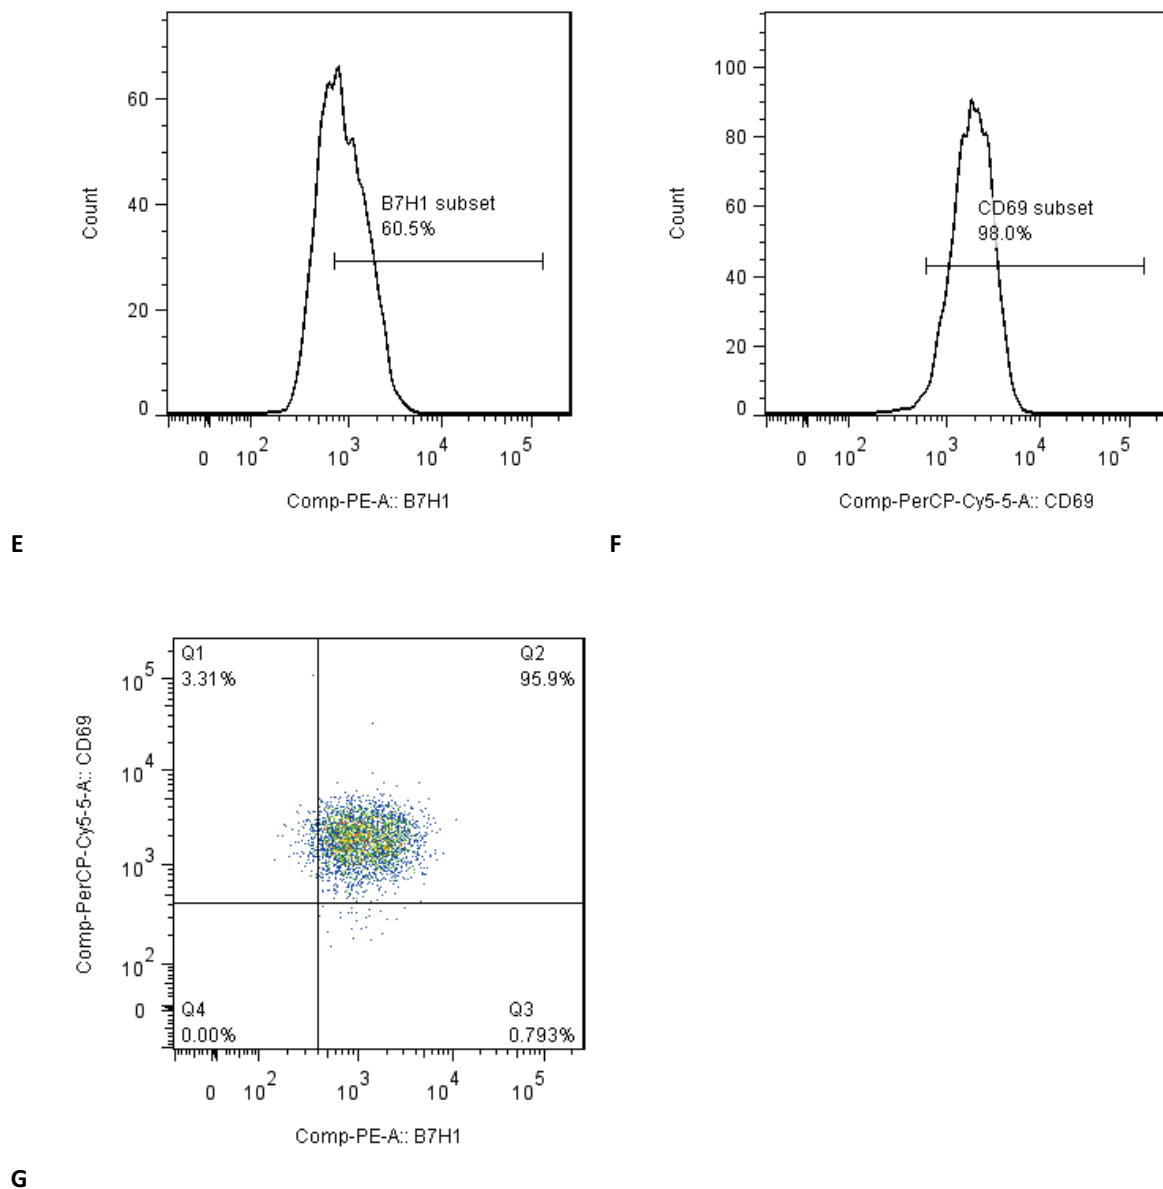 60
40
20
0
Count
B7H1 subset
60.5%
0 10^2 10^3 10^4 10^5
Comp-PE-A:: B7H1
E
100
80
60
40
20
0
Count
CD69 subset
98.0%
0 10^2 10^3 10^4 10^5
Comp-PerCP-Cy5-5-A:: CD69
F
Q1
3.31%
Q2
95.9%
10^5
10^4
10^3
10^2
0
Comp-PerCP-Cy5-5-A:: CD69
Q4
0.00%
Q3
0.793%
0 10^2 10^3 10^4 10^5
Comp-PE-A:: B7H1
G